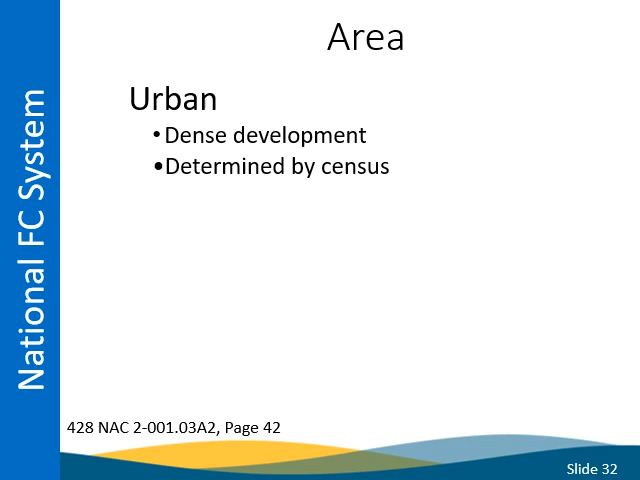 Area
National FC System
Urban
• Dense development
•Determined by census
428 NAC 2-001.03A2, Page 42
Slide 32